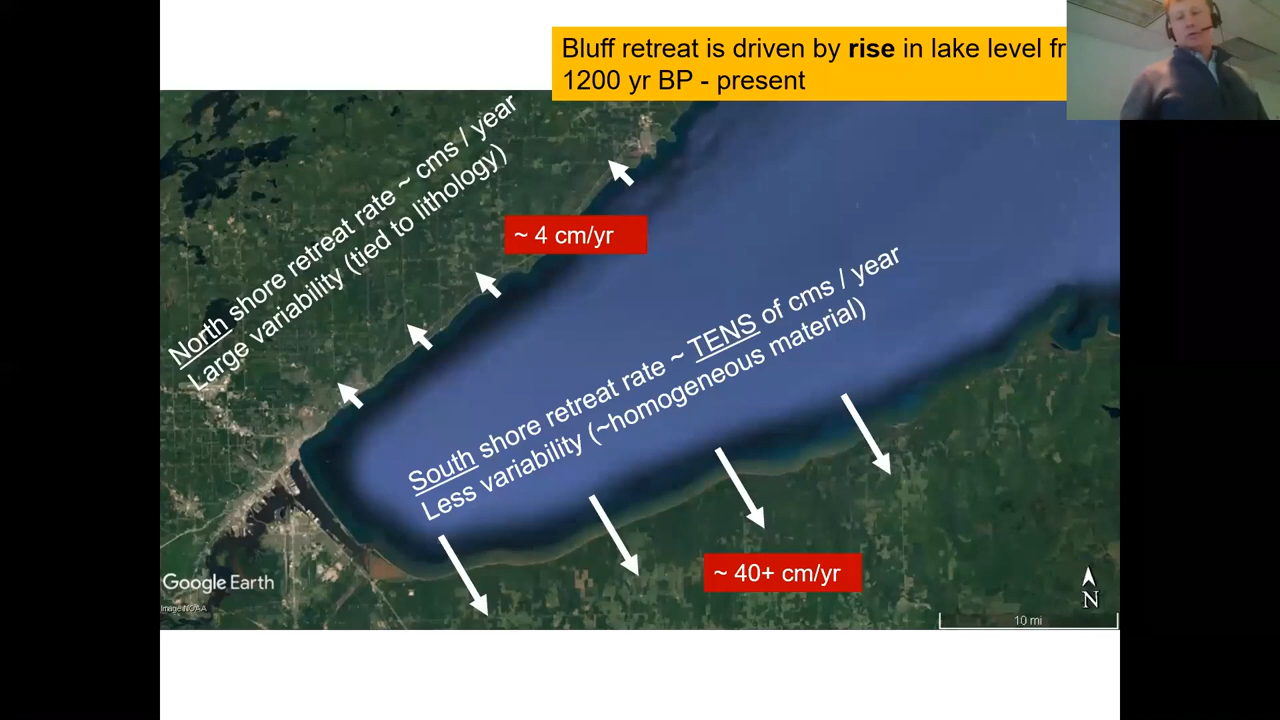 Bluff retreat is driven by rise in lake level
1200 yr BP - present
North shore retreat rate ~ cms / year
Large variability (tied to lithology)
~ 4 cm/yr
South shore retreat rate ~ TENS of cms / year
Less variability (~homogeneous material)
~ 40+ cm/yr
Google Earth
Image NOAA
N
10 mi